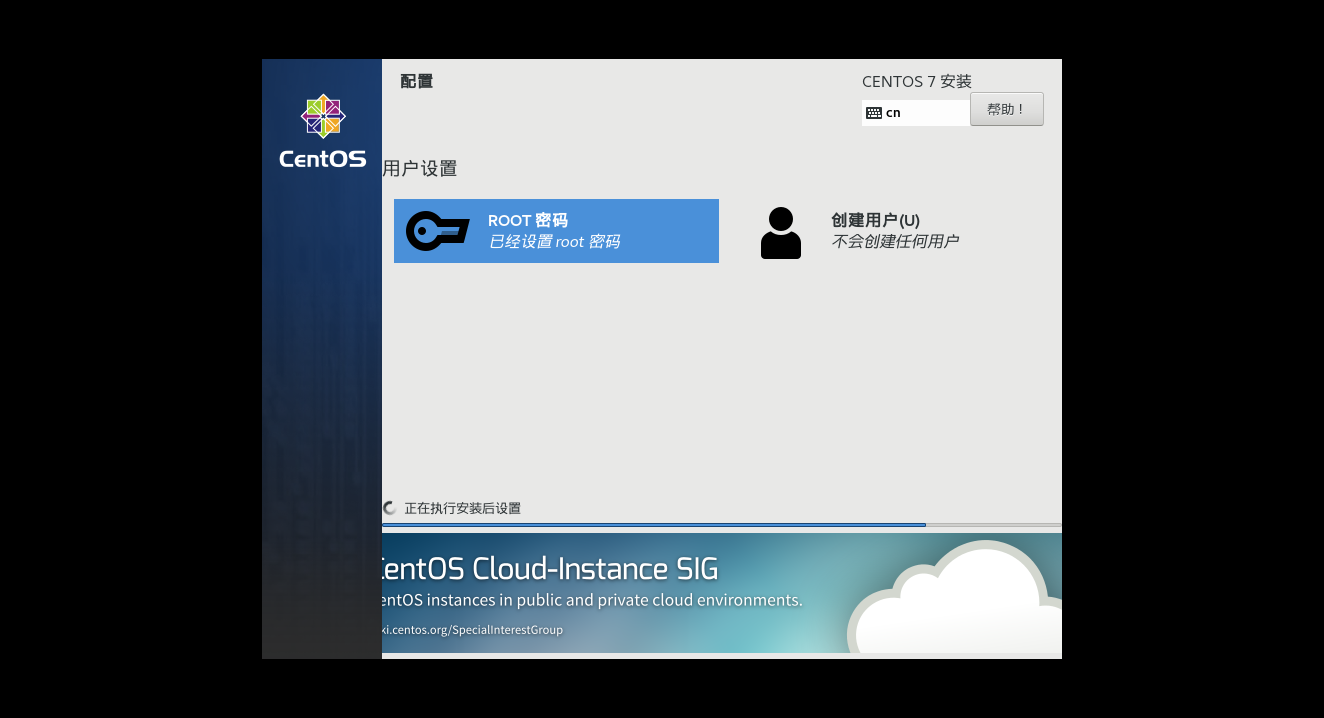 配置
CENTOS 7 安装
cn
帮助！
CentOS
用户设置
ROOT 密码
已经设置 root 密码
创建用户(U)
不会创建任何用户
正在执行安装后设置
CentOS Cloud-Instance SIG
entOS instances in public and private cloud environments.
ki.centos.org/SpecialInterestGroup